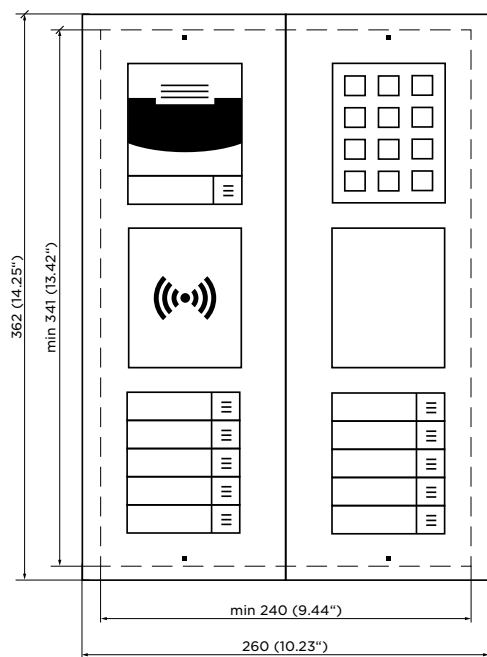 362 (14.25“)
min 341 (13.42“)
min 240 (9.44“)
260 (10.23“)